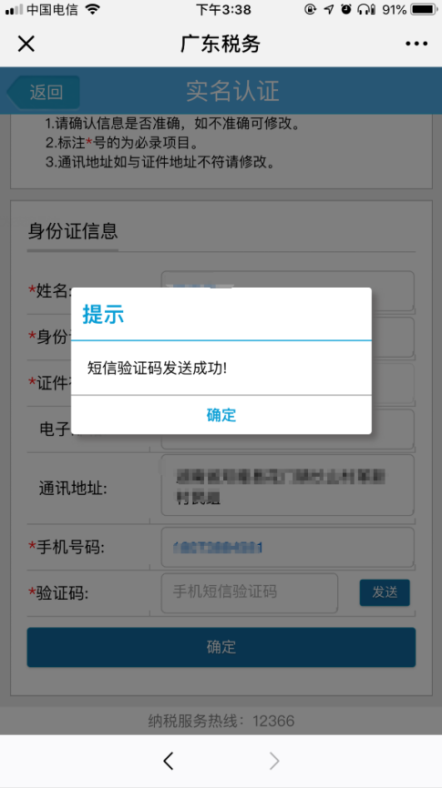 中国电信 下午3:38 91%
广东税务
返回 实名认证
1.请确认信息是否准确，如不准确可修改。
2.标注*号的为必录项目。
3.通讯地址如与证件地址不符请修改。
身份证信息
*姓名:
提示
*身份
短信验证码发送成功!
*证件
确定
电子
通讯地址:
村民组
*手机号码:
*验证码: 手机短信验证码 发送
确定
纳税服务热线：12366